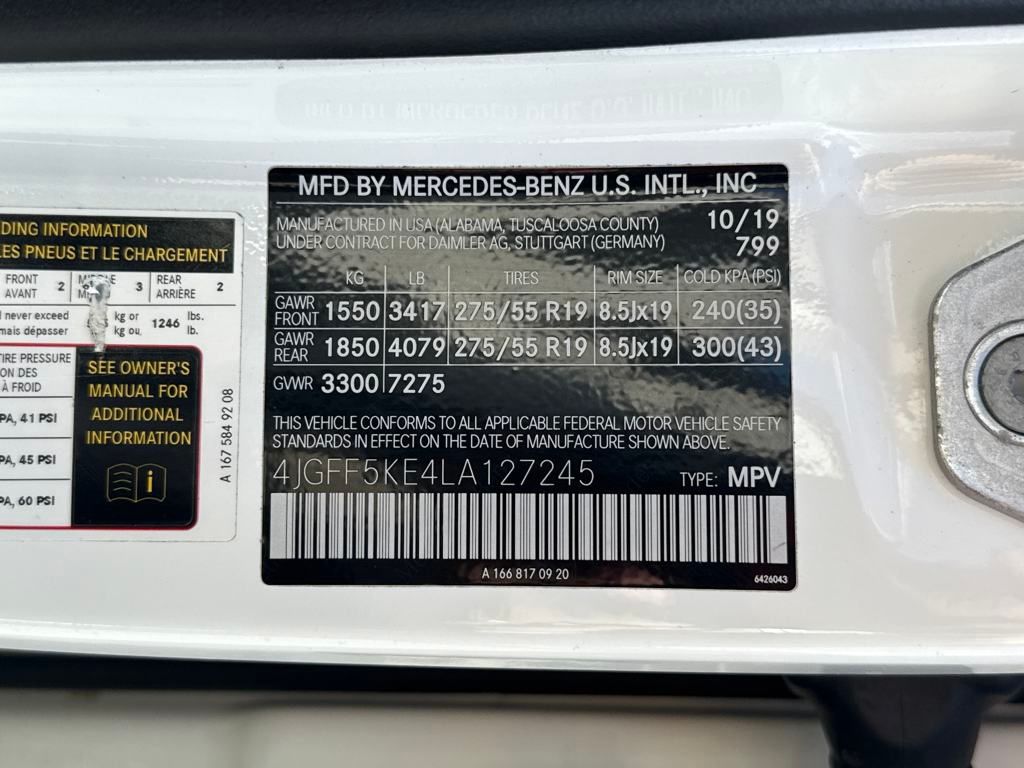 DING INFORMATION
LES PNEUS ET LE CHARGEMENT
FRONT
AVANT 2
3
REAR
ARRIÈRE 2
never exceed kg or 1246 lbs.
mais dépasser kg ou. lb.
TIRE PRESSURE
ON DES
À FROID
PA, 41 PSI
PA, 45 PSI
PA, 60 PSI
SEE OWNER'S
MANUAL FOR
ADDITIONAL
INFORMATION
i
A 167 584 92 08
MFD BY MERCEDES-BENZ U.S. INTL., INC
MANUFACTURED IN USA (ALABAMA, TUSCALOOSA COUNTY) 10/19
UNDER CONTRACT FOR DAIMLER AG, STUTTGART (GERMANY) 799
KG LB TIRES RIM SIZE COLD KPA(PSI)
GAWR
FRONT 1550 3417 275/55 R19 8.5Jx19 240(35)
GAWR
REAR 1850 4079 275/55 R19 8.5Jx19 300(43)
GVWR 3300 7275
THIS VEHICLE CONFORMS TO ALL APPLICABLE FEDERAL MOTOR VEHICLE SAFETY
STANDARDS IN EFFECT ON THE DATE OF MANUFACTURE SHOWN ABOVE.
4JGFF5KE4LA127245 TYPE: MPV
A 166 817 09 20
6426043